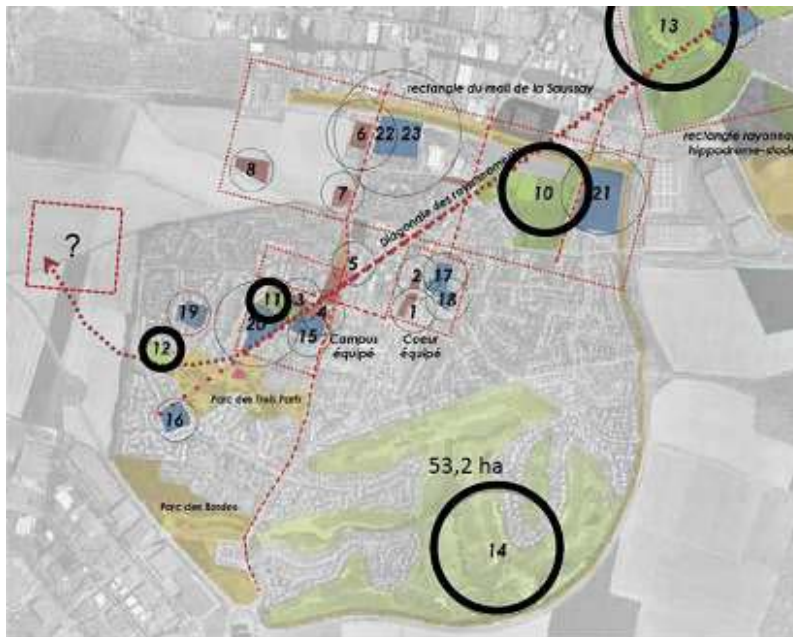 13
rectangle du mail de la Saussay
6 22 23
rectangle rayonna
hippodrome-stade
8
7
Diagonale des rayonnements
10
21
?
5
2 17
11 3
18
19
4
1
20
15
Campus
équipé
Coeur
équipé
12
Parc des Trois Parts
16
53,2 ha
Parc des Bordes
14